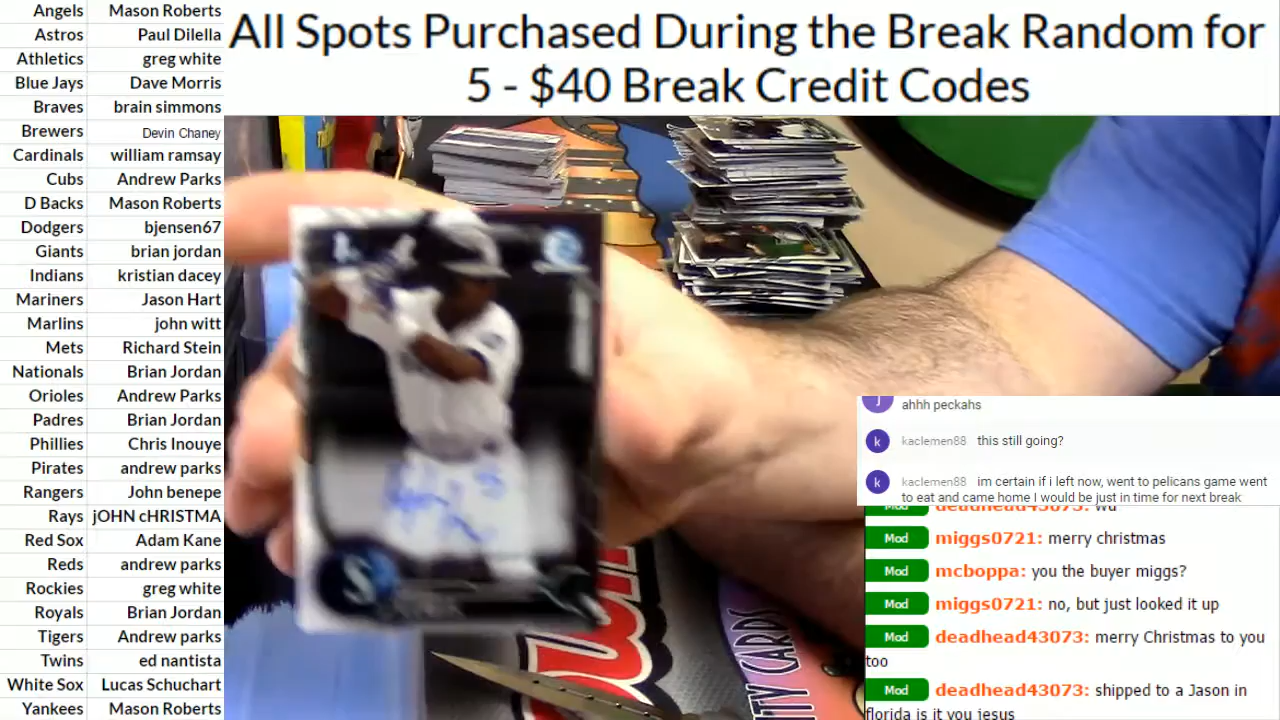 All Spots Purchased During the Break Random for
5 - $40 Break Credit Codes
Angels Mason Roberts
Astros Paul Dilella
Athletics greg white
Blue Jays Dave Morris
Braves brain simmons
Brewers Devin Chaney
Cardinals william ramsay
Cubs Andrew Parks
D Backs Mason Roberts
Dodgers bjensen67
Giants brian jordan
Indians kristian dacey
Mariners Jason Hart
Marlins john witt
Mets Richard Stein
Nationals Brian Jordan
Orioles Andrew Parks
Padres Brian Jordan
Phillies Chris Inouye
Pirates andrew parks
Rangers John benepe
Rays jOHN cHRISTMA
Red Sox Adam Kane
Reds andrew parks
Rockies greg white
Royals Brian Jordan
Tigers Andrew parks
Twins ed nantista
White Sox Lucas Schuchart
Yankees Mason Roberts
j ahhh peckahs
k kaclemen88 this still going?
k kaclemen88 im certain if i left now, went to pelicans game went
to eat and came home I would be just in time for next break
Mod deadhead43073: wu
Mod miggs0721: merry christmas
Mod mcboppa: you the buyer miggs?
Mod miggs0721: no, but just looked it up
Mod deadhead43073: merry Christmas to you
too
Mod deadhead43073: shipped to a Jason in
florida is it you jesus
ITY CARDS